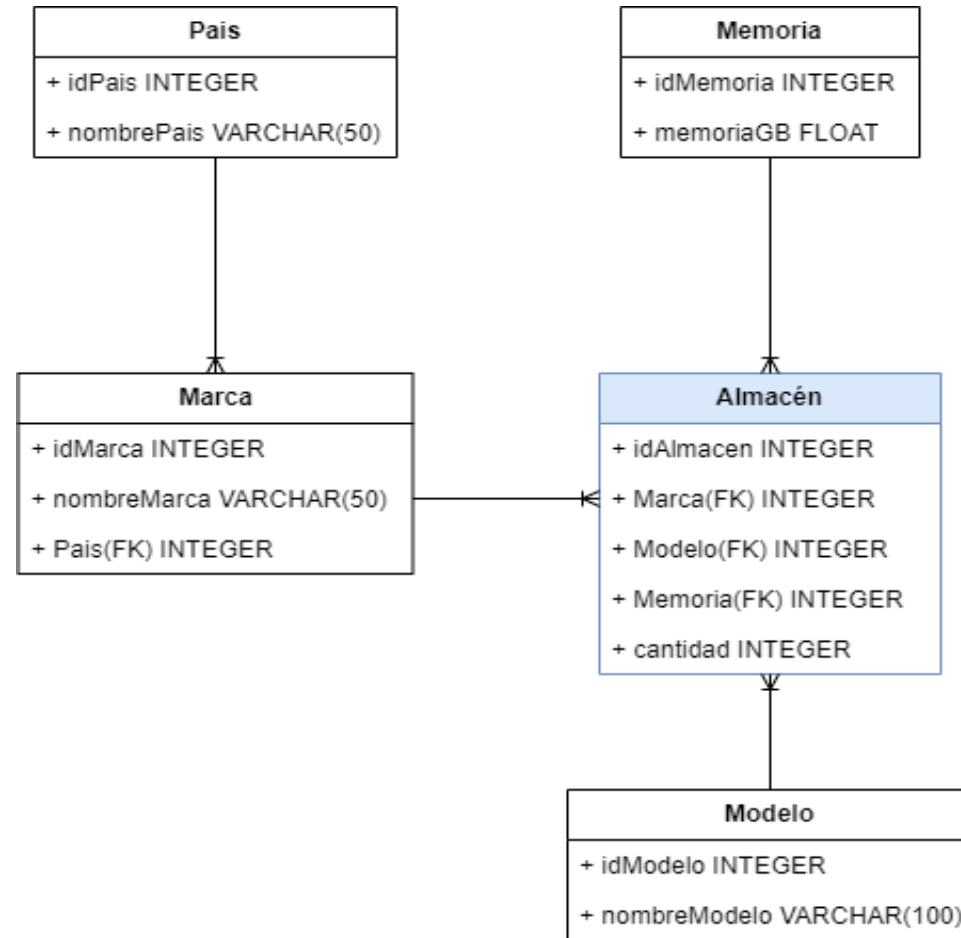 Pais
+ idPais INTEGER
+ nombrePais VARCHAR(50)
Memoria
+ idMemoria INTEGER
+ memoriaGB FLOAT
Marca
+ idMarca INTEGER
+ nombreMarca VARCHAR(50)
+ Pais(FK) INTEGER
Almacén
+ idAlmacen INTEGER
+ Marca(FK) INTEGER
+ Modelo(FK) INTEGER
+ Memoria(FK) INTEGER
+ cantidad INTEGER
Modelo
+ idModelo INTEGER
+ nombreModelo VARCHAR(100)